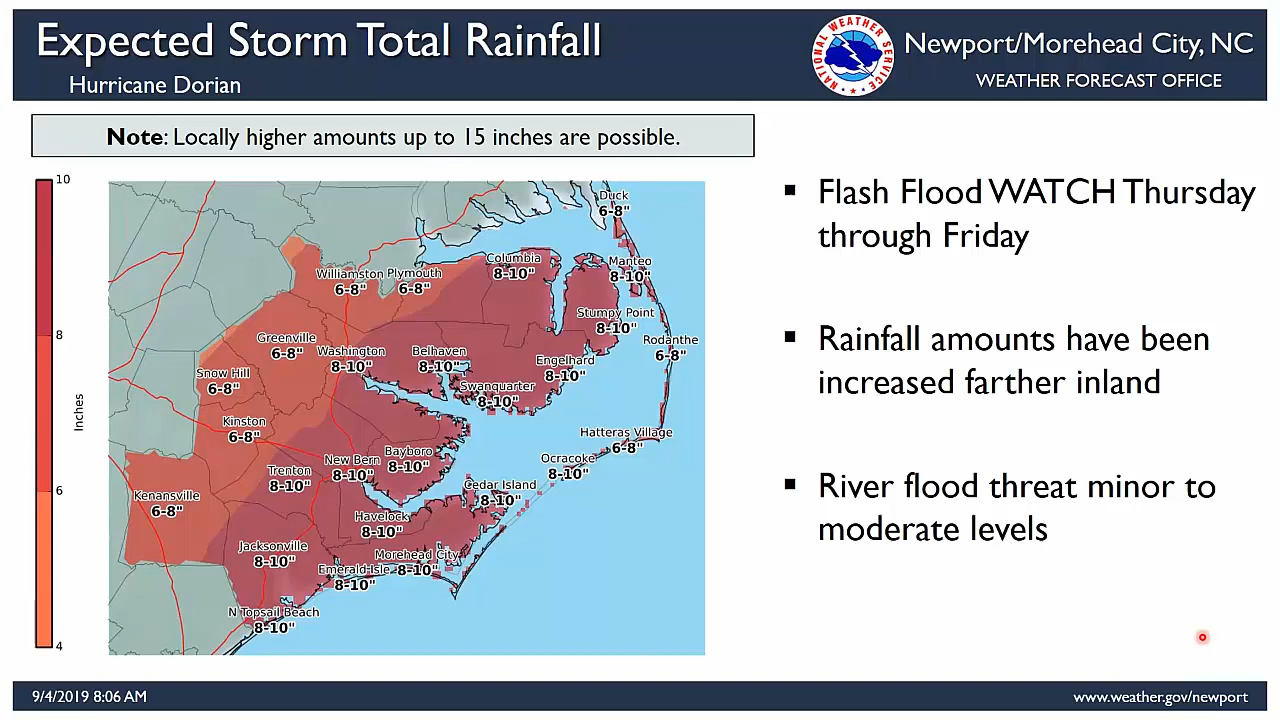 Expected Storm Total Rainfall
Hurricane Dorian
NATIONAL WEATHER SERVICE
Newport/Morehead City, NC
WEATHER FORECAST OFFICE
Note: Locally higher amounts up to 15 inches are possible.
10
8
6
4
Inches
Duck
6-8"
Columbia
8-10"
Manteo
8-10"
Williamston
6-8"
Plymouth
6-8"
Stumpy Point
8-10"
Rodanthe
6-8"
Greenville
6-8"
Washington
8-10"
Belhaven
8-10"
Engelhard
8-10"
Snow Hill
6-8"
Swanquarter
8-10"
Kinston
6-8"
Hatteras Village
6-8"
New Bern
8-10"
Bayboro
8-10"
Ocracoke
8-10"
Trenton
8-10"
Cedar Island
8-10"
Kenansville
6-8"
Havelock
8-10"
Jacksonville
8-10"
Morehead City
8-10"
Emerald Isle
8-10"
N Topsail Beach
8-10"
▪ Flash Flood WATCH Thursday
through Friday
▪ Rainfall amounts have been
increased farther inland
▪ River flood threat minor to
moderate levels
9/4/2019 8:06 AM
www.weather.gov/newport